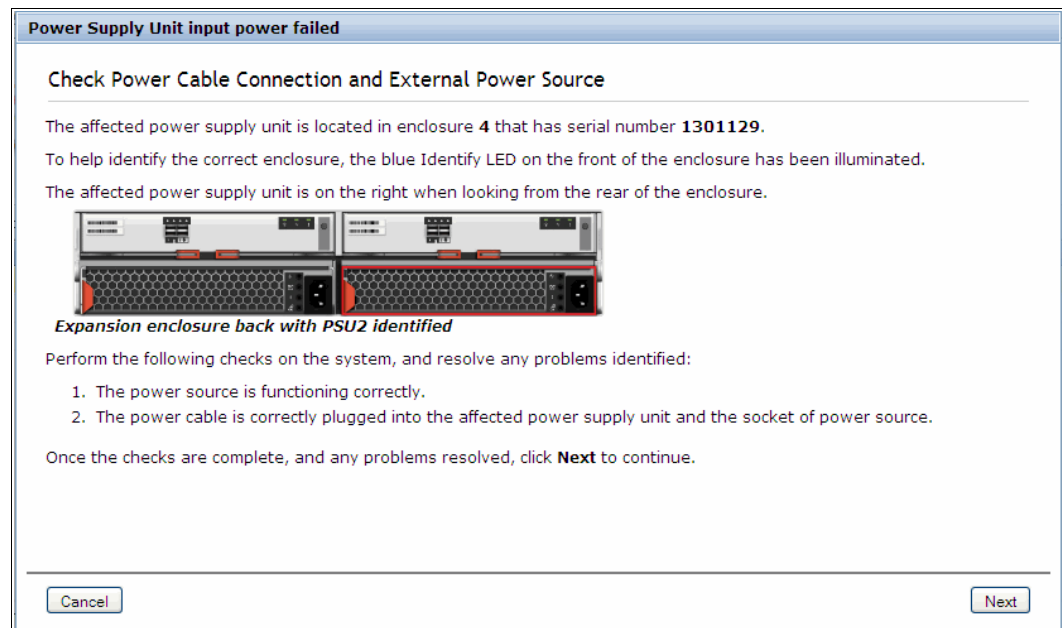 Power Supply Unit input power failed
Check Power Cable Connection and External Power Source
The affected power supply unit is located in enclosure 4 that has serial number 1301129.
To help identify the correct enclosure, the blue Identify LED on the front of the enclosure has been illuminated.
The affected power supply unit is on the right when looking from the rear of the enclosure.
Expansion enclosure back with PSU2 identified
Perform the following checks on the system, and resolve any problems identified:
1. The power source is functioning correctly.
2. The power cable is correctly plugged into the affected power supply unit and the socket of power source.
Once the checks are complete, and any problems resolved, click Next to continue.
Cancel
Next